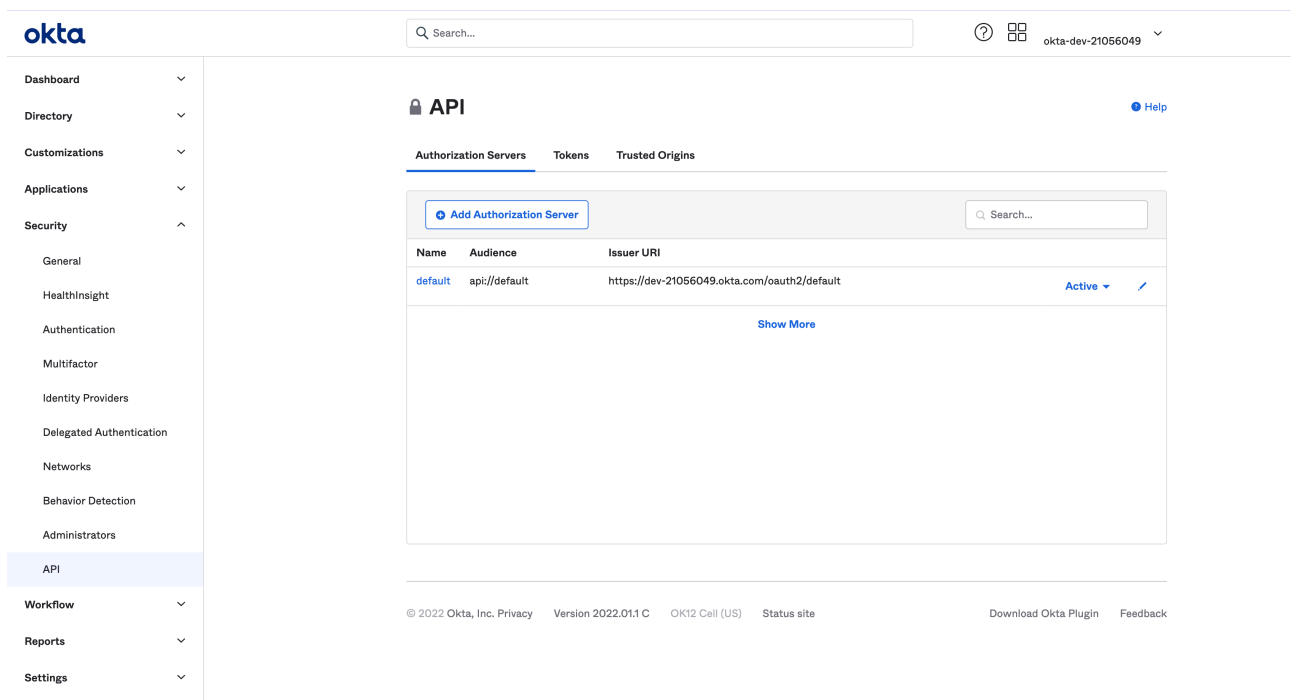 okta
Search...
okta-dev-21056049
Dashboard
Directory
Customizations
Applications
Security
General
HealthInsight
Authentication
Multifactor
Identity Providers
Delegated Authentication
Networks
Behavior Detection
Administrators
API
Workflow
Reports
Settings
API
Help
Authorization Servers Tokens Trusted Origins
Add Authorization Server
Search...
Name Audience Issuer URI
default api://default https://dev-21056049.okta.com/oauth2/default Active
Show More
© 2022 Okta, Inc. Privacy Version 2022.01.1 C OK12 Cell (US) Status site Download Okta Plugin Feedback